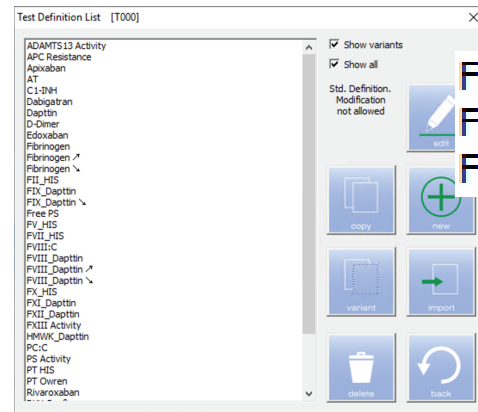 Test Definition List [T000]
ADAMTS13 Activity
APC Resistance
Apixaban
AT
C1-INH
Dabigatran
Dapttin
D-Dimer
Edoxaban
Fibrinogen
Fibrinogen ↗
Fibrinogen ↘
FII_HIS
FIX_Dapttin
FIX_Dapttin ↘
Free PS
FV_HIS
FVII_HIS
FVIII:C
FVIII_Dapttin
FVIII_Dapttin ↗
FVIII_Dapttin ↘
FX_HIS
FXI_Dapttin
FXII_Dapttin
FXIII Activity
HMWK_Dapttin
PC:C
PS Activity
PT HIS
PT Owren
Rivaroxaban
Show variants
Show all
Std. Definition.
Modification
not allowed
edit
copy
new
variant
import
delete
back
F
F
F